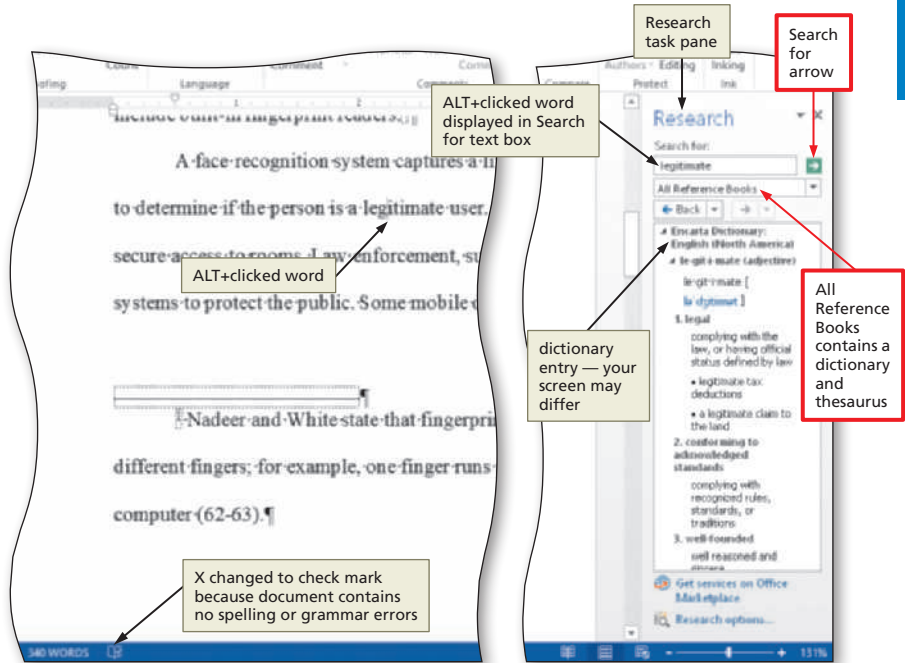 Research
task pane
Search
for
arrow
ALT+clicked word
displayed in Search
for text box
Language
Comment
Compare
Authors
Editing
Inking
Protect
Ink
include built-in fingerprint readers.
A·face·recognition·system·captures·a·li
to·determine·if·the·person·is·a·legitimate·user.
secure·access·to·rooms.·Law·enforcement,·su
systems·to·protect·the·public.·Some·mobile·d
ALT+clicked word
¶
·Nadeer·and·White·state·that·fingerprin
different·fingers;·for·example,·one·finger·runs·
computer·(62-63).¶
X changed to check mark
because document contains
no spelling or grammar errors
340 WORDS
Research
Search for:
legitimate
All Reference Books
Back
Encarta Dictionary:
English (North America)
le·git·i·mate (adjective)
le·git·i·mate [
]
1. legal
complying with the
law, or having official
status defined by law
• legitimate tax
deductions
• a legitimate claim to
the land
2. conforming to
acknowledged
standards
complying with
recognized rules,
standards, or
traditions
3. well-founded
well reasoned and
Get services on Office
Marketplace
Research options...
131%
dictionary
entry — your
screen may
differ
All
Reference
Books
contains a
dictionary
and
thesaurus